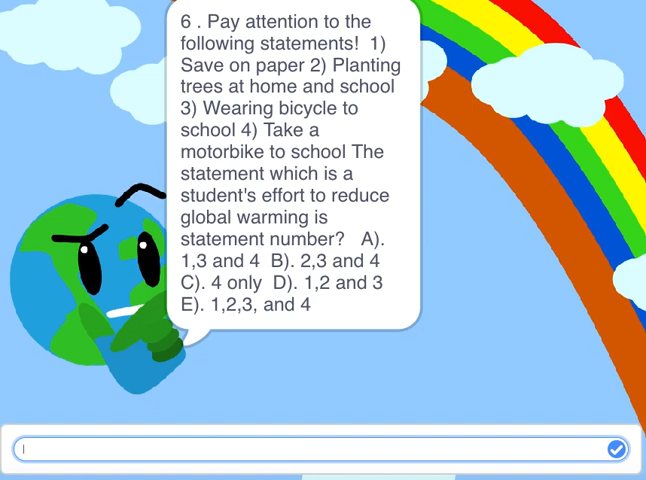 6 . Pay attention to the
following statements!  1)
Save on paper 2) Planting
trees at home and school
3) Wearing bicycle to
school 4) Take a
motorbike to school The
statement which is a
student's effort to reduce
global warming is
statement number?   A).
1,3 and 4  B). 2,3 and 4
C). 4 only  D). 1,2 and 3
E). 1,2,3, and 4